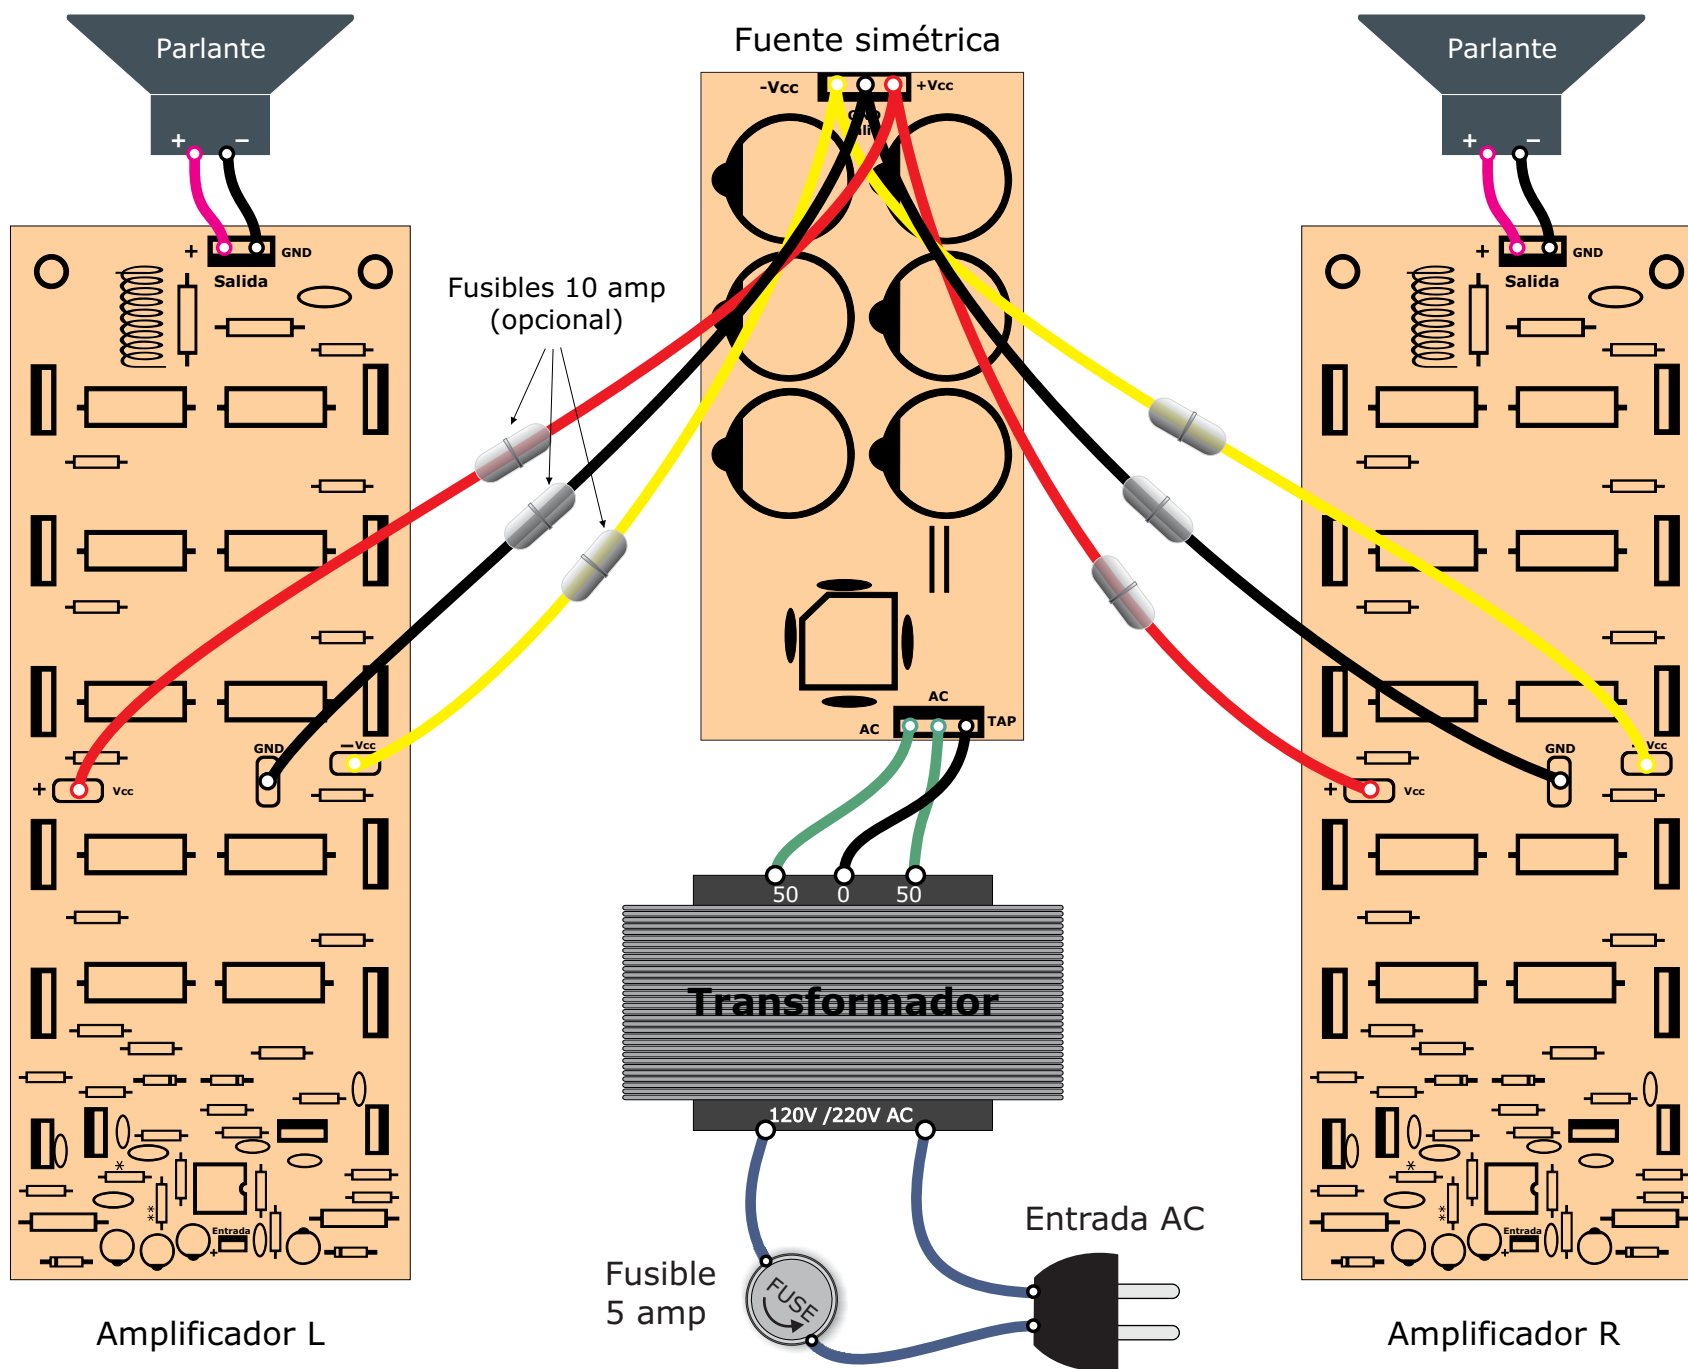 Parlante
+ −
+ GND
Salida
Fuente simétrica
-Vcc +Vcc
GND
Parlante
+ −
+ GND
Salida
Fusibles 10 amp
(opcional)
GND
−Vcc
+ Vcc
AC
AC TAP
GND
Vcc
+ Vcc
50 0 50
Transformador
120V /220V AC
*
**
Entrada
+
*
**
Entrada
+
Entrada AC
Fusible
5 amp
FUSE
Amplificador L
Amplificador R